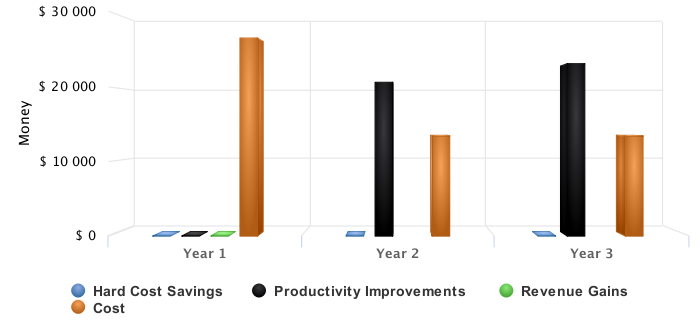 $ 30 000
$ 20 000
$ 10 000
$ 0
Money
Year 1
Year 2
Year 3
Hard Cost Savings
Productivity Improvements
Revenue Gains
Cost